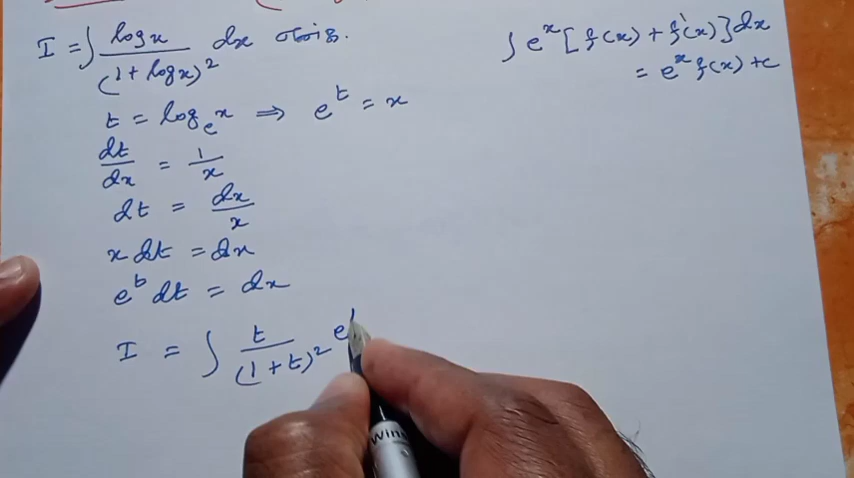 I = ∫ log x / (1 + log x)² dx
∫ eˣ [f(x) + f'(x)] dx
= eˣ f(x) + c
t = logₑx ⇒ eᵗ = x
dt/dx = 1/x
dt = dx/x
x dt = dx
eᵗ dt = dx
I = ∫ t / (1 + t)² e
Winn